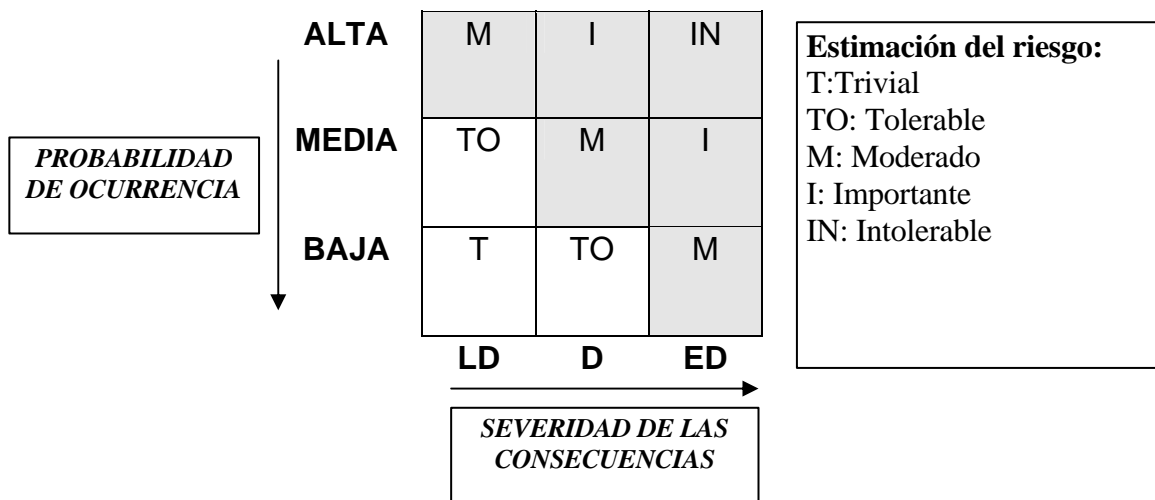 ALTA M I IN
MEDIA TO M I
BAJA T TO M
LD D ED
PROBABILIDAD
DE OCURRENCIA
SEVERIDAD DE LAS
CONSECUENCIAS
Estimación del riesgo:
T:Trivial
TO: Tolerable
M: Moderado
I: Importante
IN: Intolerable